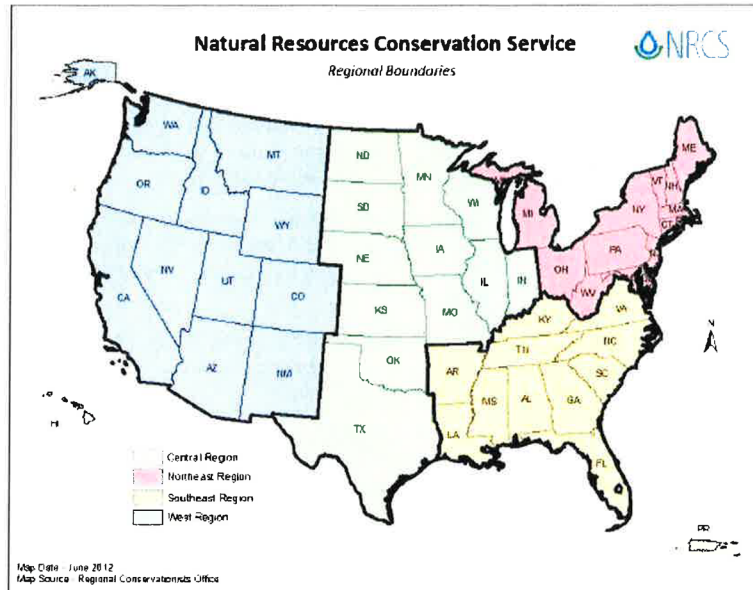 Natural Resources Conservation Service
NRCS
Regional Boundaries
AK
WA
MT
ND
MN
ME
OR
ID
SD
WI
VT
NH
NY
MA
MI
CT
WY
IA
PA
NE
NV
UT
CO
IL
IN
OH
WV
CA
KS
MO
KY
VA
N
OK
TN
NC
AZ
NM
AR
SC
MS
AL
GA
HI
TX
LA
FL
PR
Central Region
Northeast Region
Southeast Region
West Region
Map Date - June 2012
Map Source - Regional Conservationists Office